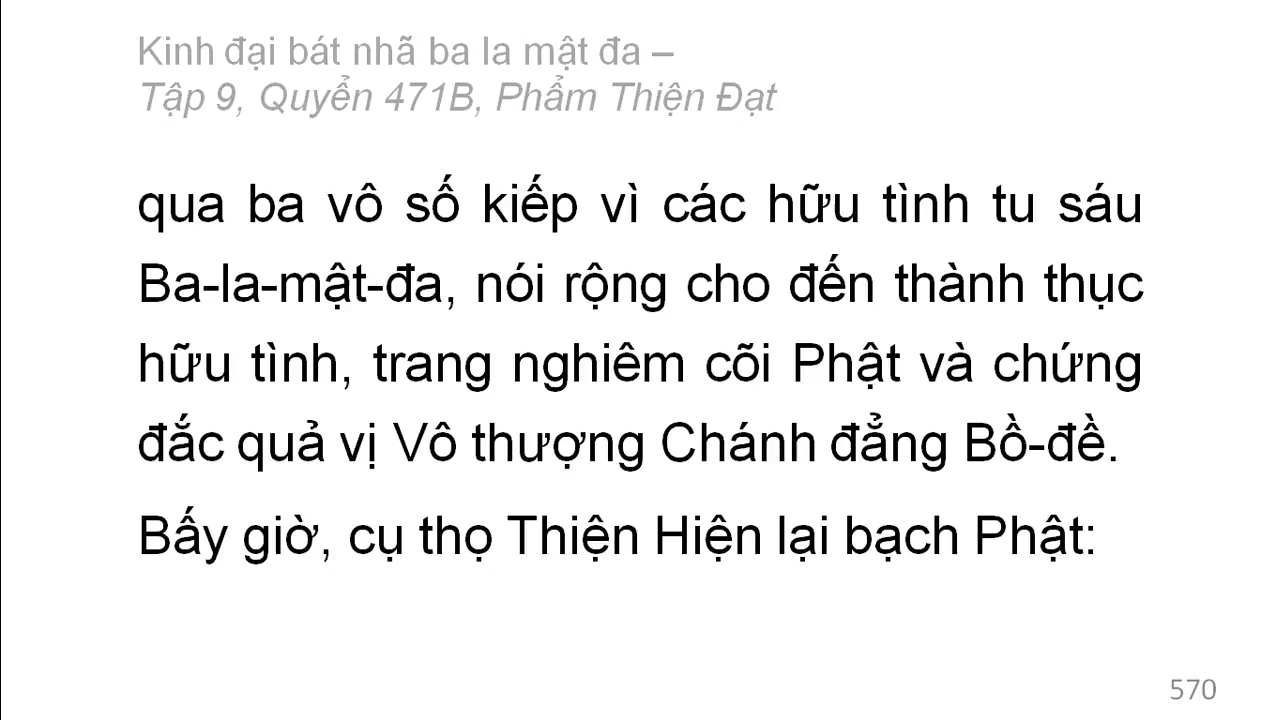 Kinh đại bát nhã ba la mật đa –
Tập 9, Quyển 471B, Phẩm Thiện Đạt
qua ba vô số kiếp vì các hữu tình tu sáu
Ba-la-mật-đa, nói rộng cho đến thành thục
hữu tình, trang nghiêm cõi Phật và chứng
đắc quả vị Vô thượng Chánh đẳng Bồ-đề.
Bấy giờ, cụ thọ Thiện Hiện lại bạch Phật:
570